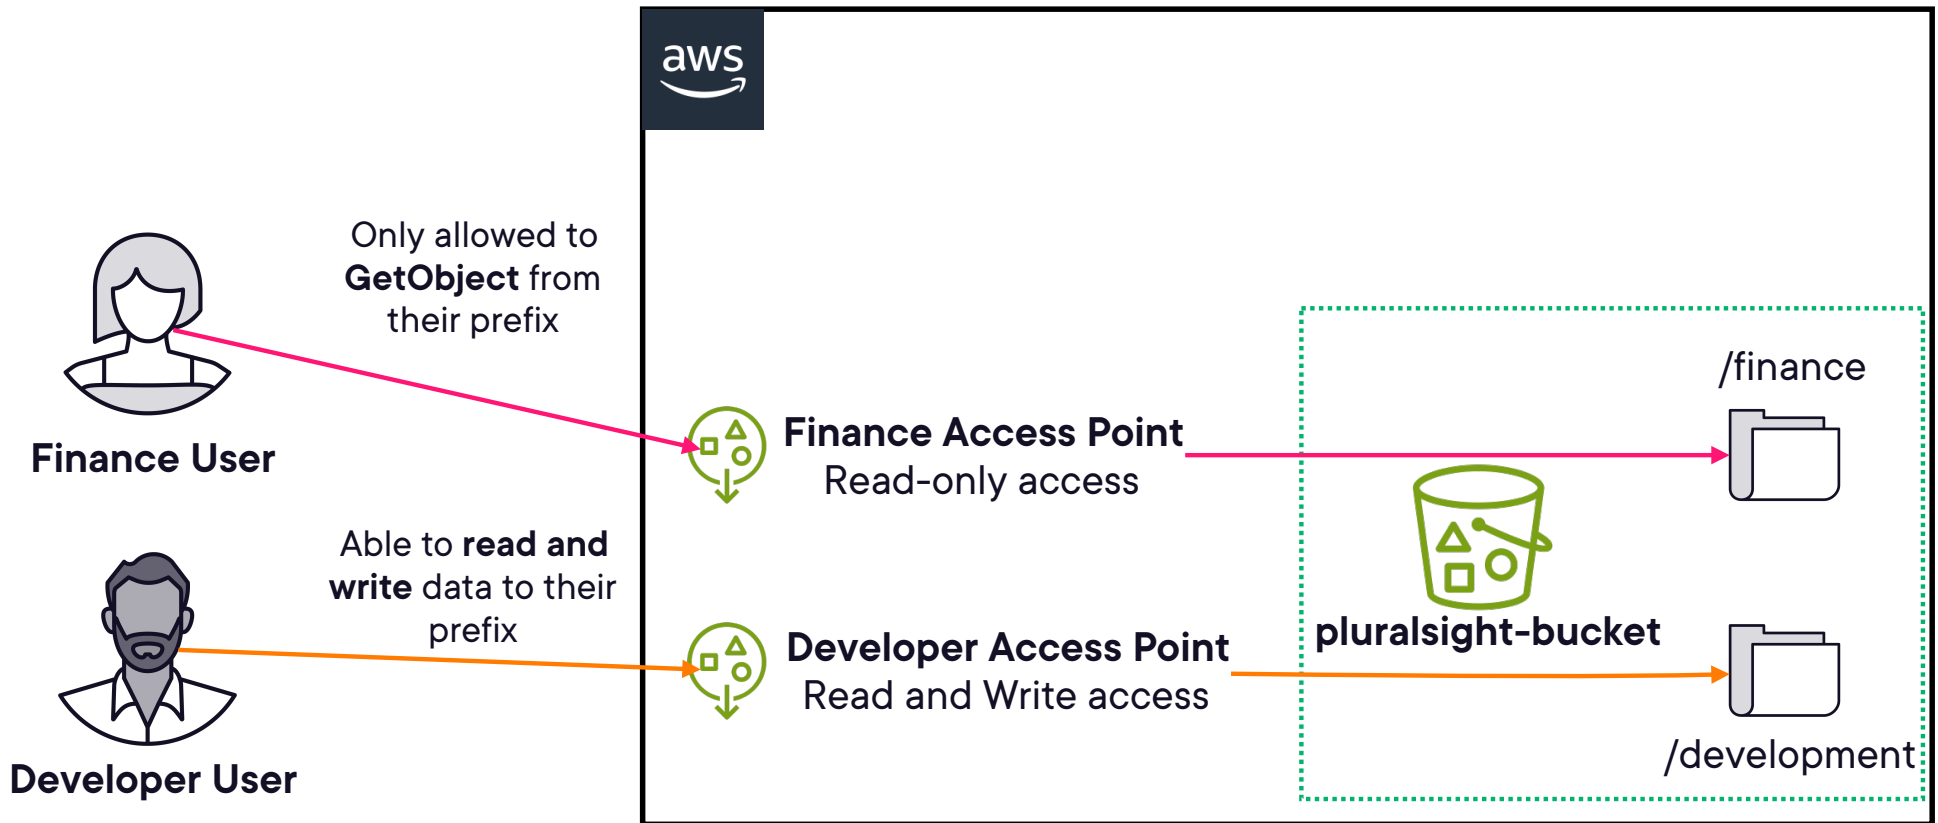 aws
Only allowed to
GetObject from
their prefix
Finance User
Finance Access Point
Read-only access
/finance
Able to read and
write data to their
prefix
Developer User
Developer Access Point
Read and Write access
pluralsight-bucket
/development